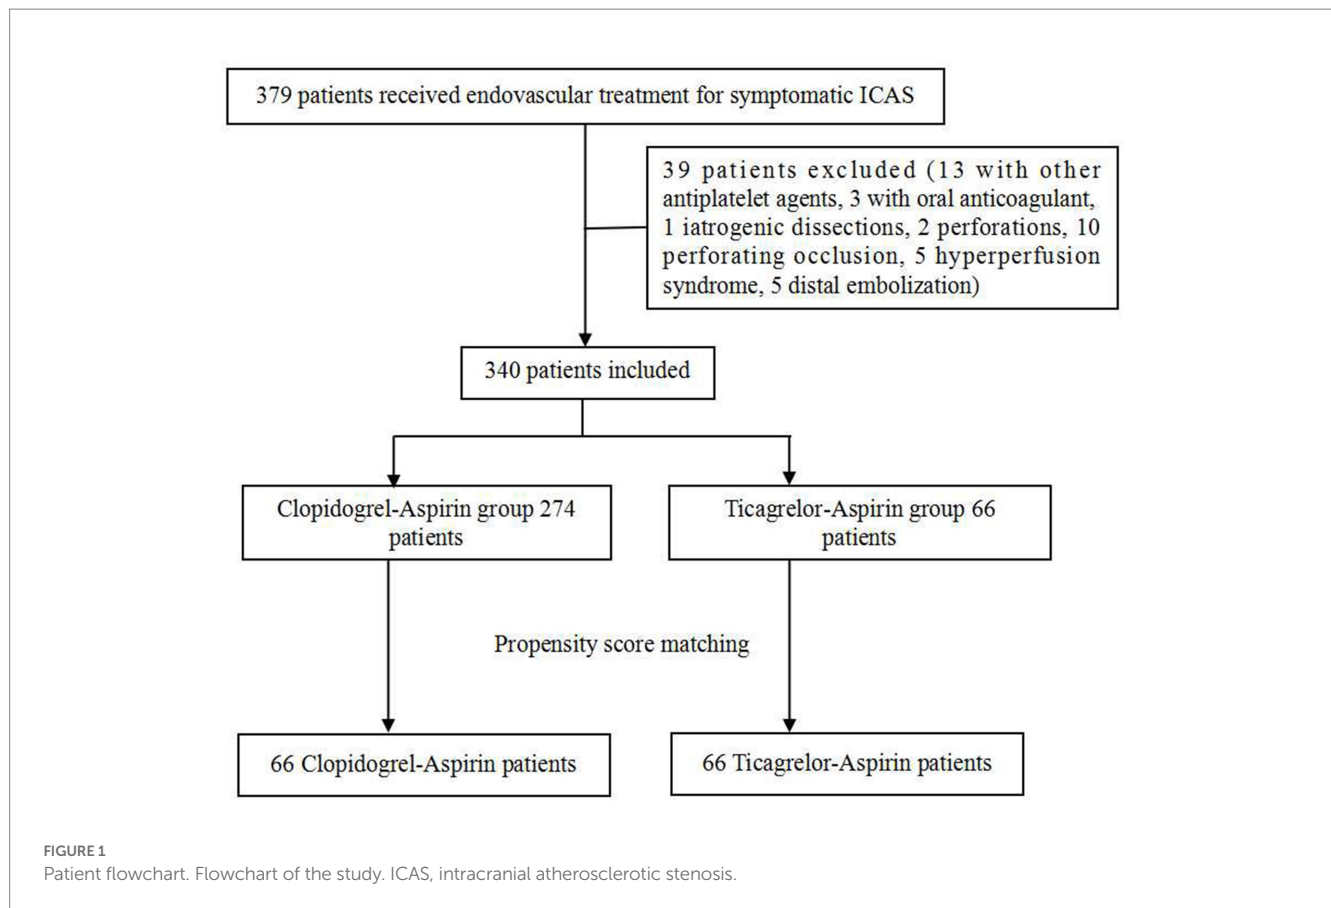 379 patients received endovascular treatment for symptomatic ICAS
39 patients excluded (13 with other
antiplatelet agents, 3 with oral anticoagulant,
1 iatrogenic dissections, 2 perforations, 10
perforating occlusion, 5 hyperperfusion
syndrome, 5 distal embolization)
340 patients included
Clopidogrel-Aspirin group 274
patients
Ticagrelor-Aspirin group 66
patients
Propensity score matching
66 Clopidogrel-Aspirin patients
66 Ticagrelor-Aspirin patients
FIGURE 1
Patient flowchart. Flowchart of the study. ICAS, intracranial atherosclerotic stenosis.